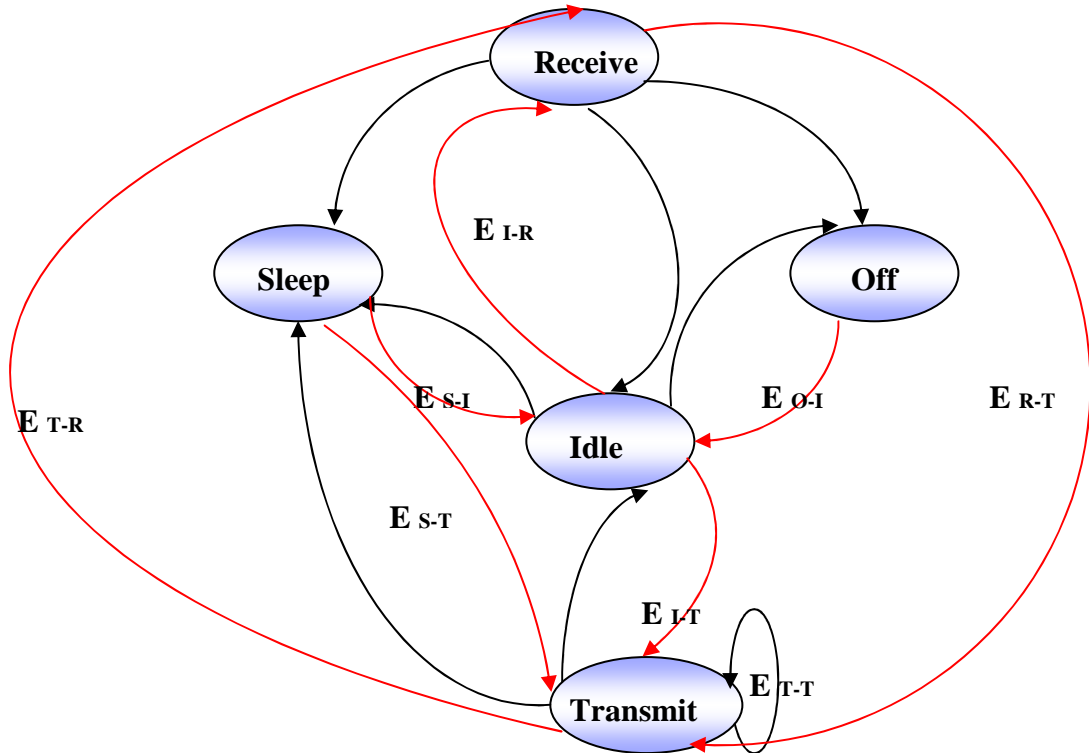 Receive
E I-R
Sleep
Off
E S-I
E O-I
E R-T
E T-R
Idle
E S-T
E I-T
E T-T
Transmit